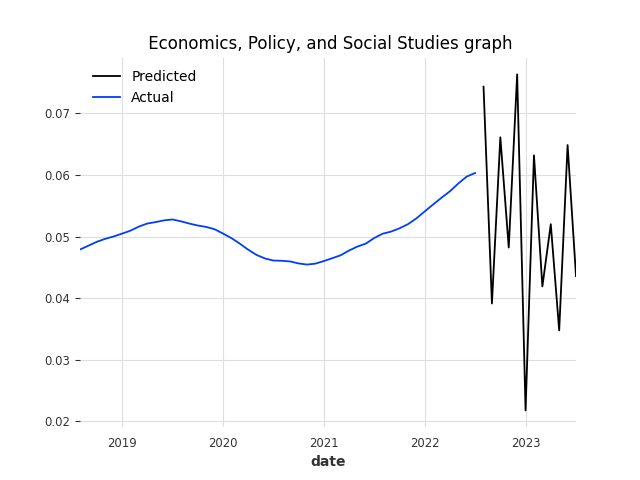 Economics, Policy, and Social Studies graph
Predicted
Actual
0.07
0.06
0.05
0.04
0.03
0.02
2019 2020 2021 2022 2023
date